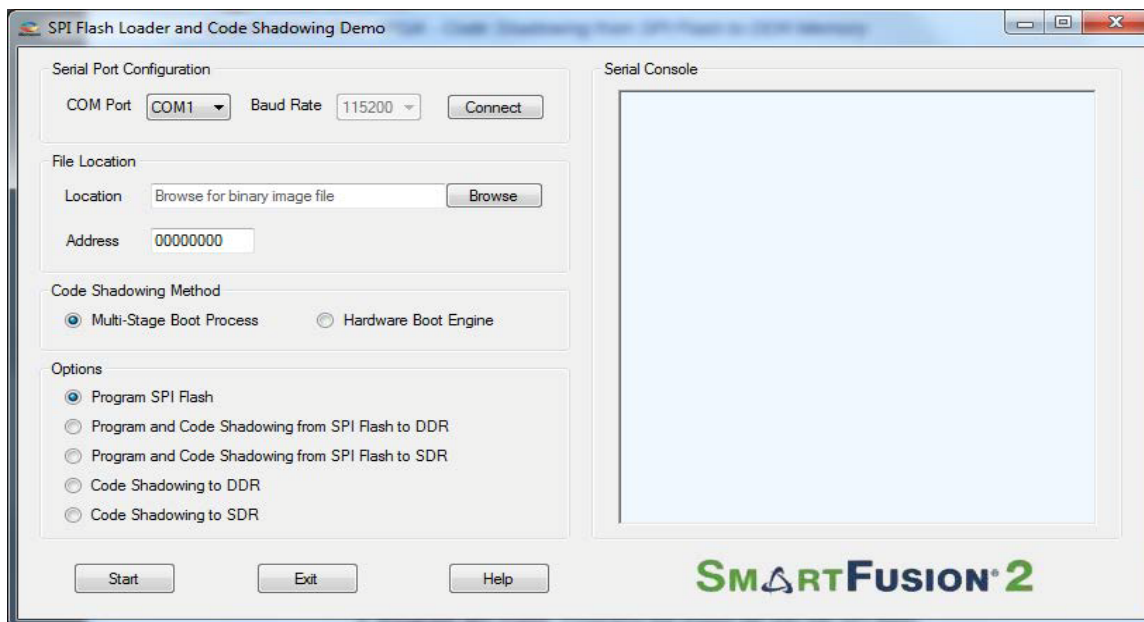 SPI Flash Loader and Code Shadowing Demo
Serial Port Configuration
COM Port COM1 Baud Rate 115200 Connect
File Location
Location Browse for binary image file Browse
Address 00000000
Code Shadowing Method
Multi-Stage Boot Process Hardware Boot Engine
Options
Program SPI Flash
Program and Code Shadowing from SPI Flash to DDR
Program and Code Shadowing from SPI Flash to SDR
Code Shadowing to DDR
Code Shadowing to SDR
Start Exit Help
Serial Console
SMARTFUSION® 2